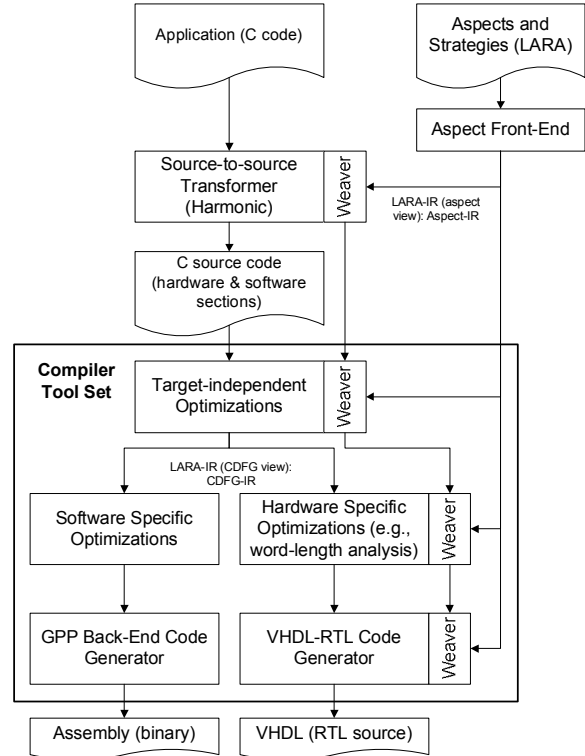 Application (C code)
Aspects and
Strategies (LARA)
Aspect Front-End
Source-to-source
Transformer
(Harmonic)
Weaver
LARA-IR (aspect
view): Aspect-IR
C source code
(hardware & software
sections)
Compiler
Tool Set
Target-independent
Optimizations
Weaver
LARA-IR (CDFG view):
CDFG-IR
Software Specific
Optimizations
Hardware Specific
Optimizations (e.g.,
word-length analysis)
Weaver
GPP Back-End Code
Generator
VHDL-RTL Code
Generator
Weaver
Assembly (binary)
VHDL (RTL source)